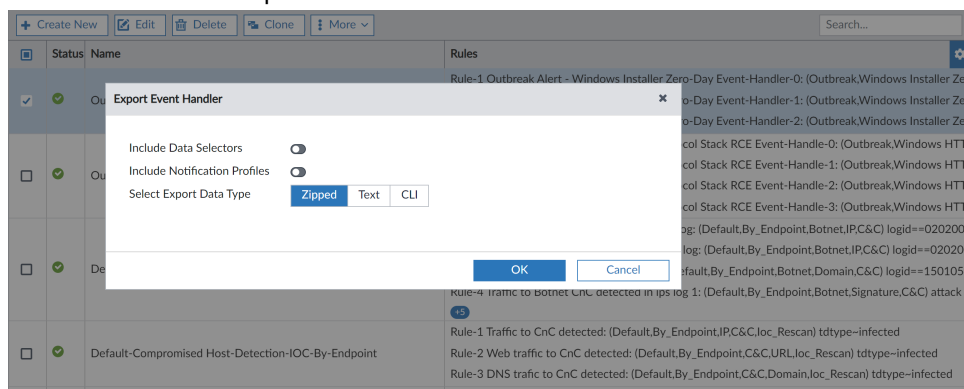 Create New Edit Delete Clone More Search...
Status Name Rules
Rule-1 Outbreak Alert - Windows Installer Zero-Day Event-Handler-0: (Outbreak,Windows Installer Ze
Ou o-Day Event-Handler-1: (Outbreak,Windows Installer Ze
o-Day Event-Handler-2: (Outbreak,Windows Installer Ze
Export Event Handler
Include Data Selectors
Include Notification Profiles
Select Export Data Type Zipped Text CLI
OK Cancel
col Stack RCE Event-Handle-0: (Outbreak,Windows HTT
col Stack RCE Event-Handle-1: (Outbreak,Windows HTT
Ou col Stack RCE Event-Handle-2: (Outbreak,Windows HTT
col Stack RCE Event-Handle-3: (Outbreak,Windows HTT
og: (Default,By_Endpoint,Botnet,IP,C&C) logid==020200
log: (Default,By_Endpoint,Botnet,IP,C&C) logid==02020
De efault,By_Endpoint,Botnet,Domain,C&C) logid==150105
Rule-4 Traffic to Botnet CnC detected in ips log 1: (Default,By_Endpoint,Botnet,Signature,C&C) attack
+5
Rule-1 Traffic to CnC detected: (Default,By_Endpoint,IP,C&C,Ioc_Rescan) tdtype~infected
Default-Compromised Host-Detection-IOC-By-Endpoint Rule-2 Web traffic to CnC detected: (Default,By_Endpoint,C&C,URL,Ioc_Rescan) tdtype~infected
Rule-3 DNS trafic to CnC detected: (Default,By_Endpoint,C&C,Domain,Ioc_Rescan) tdtype~infected